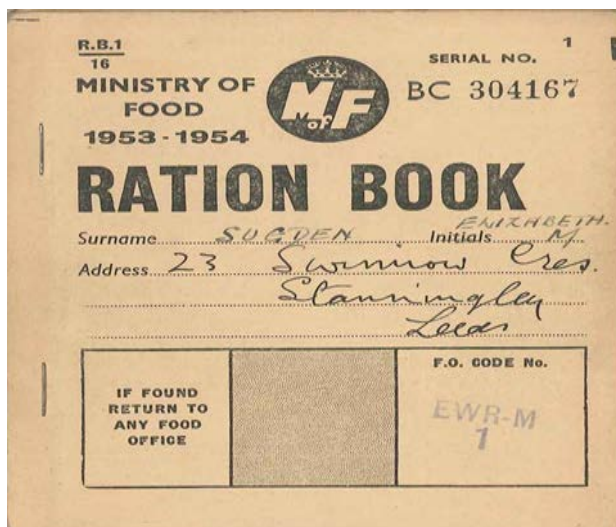 R.B.1
16
MINISTRY OF
FOOD
1953-1954
M of F
SERIAL NO.
1
BC 304167
RATION BOOK
Surname SUGDEN Initials ELIZABETH. M
Address 23 Swinnow Cres.
Stanningley
Leeds
IF FOUND
RETURN TO
ANY FOOD
OFFICE
F.O. CODE No.
EWR-M
1